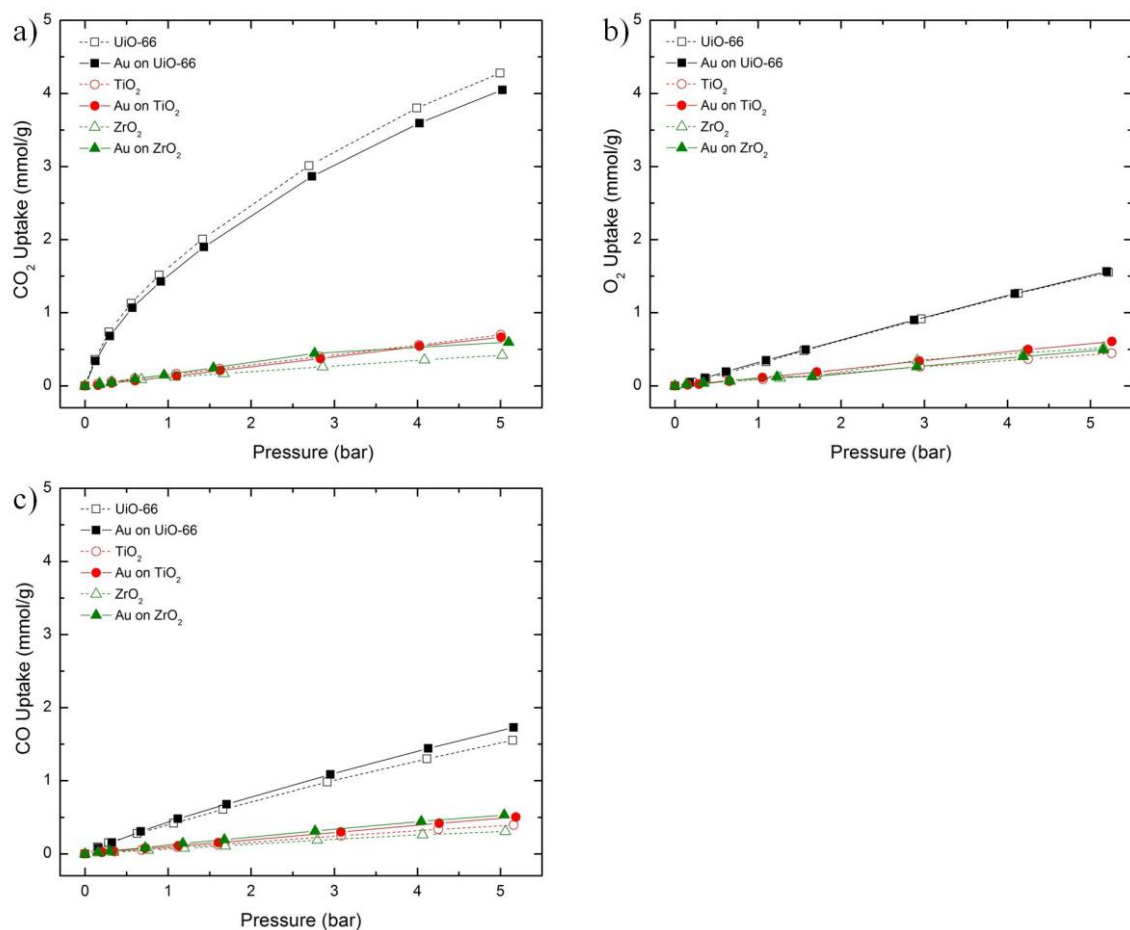 a)
UiO-66
Au on UiO-66
TiO₂
Au on TiO₂
ZrO₂
Au on ZrO₂
CO₂ Uptake (mmol/g)
5
4
3
2
1
0
0 1 2 3 4 5
Pressure (bar)
b)
UiO-66
Au on UiO-66
TiO₂
Au on TiO₂
ZrO₂
Au on ZrO₂
O₂ Uptake (mmol/g)
5
4
3
2
1
0
0 1 2 3 4 5
Pressure (bar)
c)
UiO-66
Au on UiO-66
TiO₂
Au on TiO₂
ZrO₂
Au on ZrO₂
CO Uptake (mmol/g)
5
4
3
2
1
0
0 1 2 3 4 5
Pressure (bar)